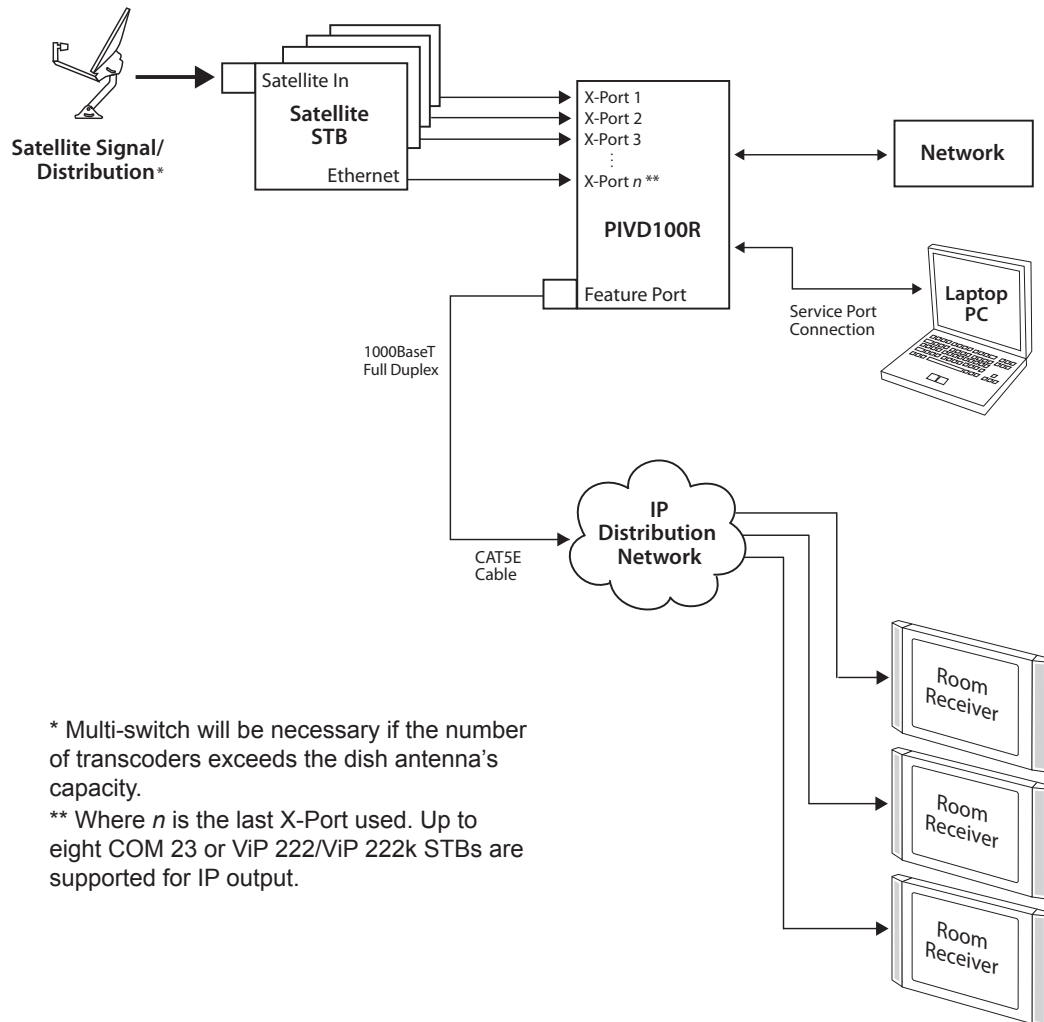 Satellite Signal/
Distribution*
Satellite In
Satellite
STB
Ethernet
X-Port 1
X-Port 2
X-Port 3
⋮
X-Port n **
PIVD100R
Feature Port
Network
Laptop
PC
Service Port
Connection
1000BaseT
Full Duplex
CAT5E
Cable
IP
Distribution
Network
Room
Receiver
Room
Receiver
Room
Receiver
* Multi-switch will be necessary if the number
of transcoders exceeds the dish antenna's
capacity.
** Where n is the last X-Port used. Up to
eight COM 23 or ViP 222/ViP 222k STBs are
supported for IP output.